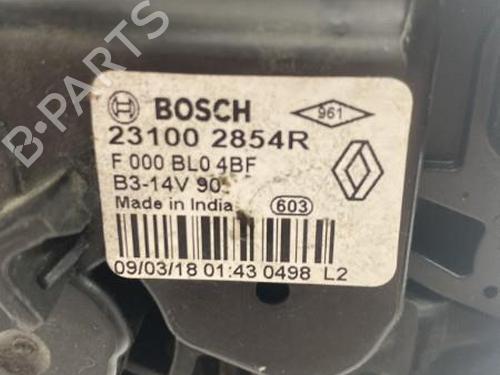 BOSCH 961
23100 2854R
F 000 BL0 4BF
B3-14V 90
Made in India 603
09/03/18 01:43 0498 L2